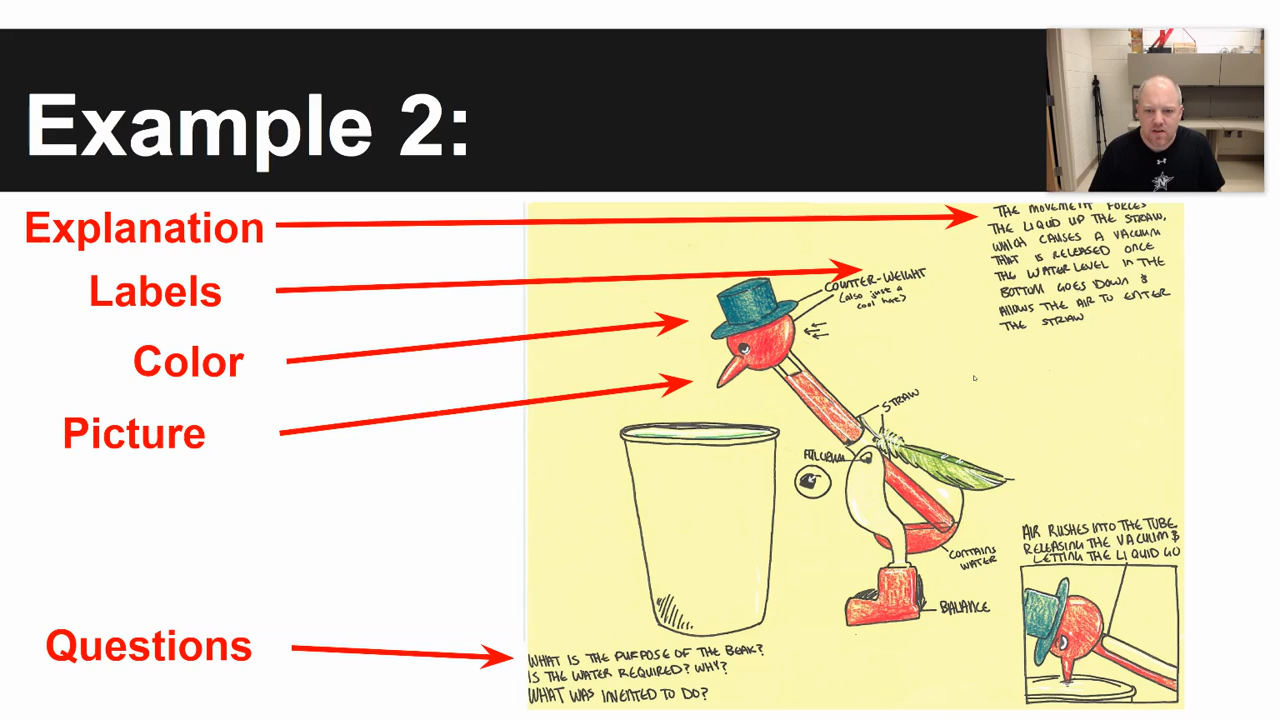 Example 2:
Explanation
Labels
Color
Picture
Questions
THE MOVEMENT FORCES
THE LIQUID UP THE STRAW,
WHICH CAUSES A VACUUM
THAT IS RELEASED ONCE
THE WATER LEVEL IN THE
BOTTOM GOES DOWN &
ALLOWS THE AIR TO ENTER
THE STRAW
COUNTER-WEIGHT
(also just a
cool hat)
STRAW
FULCRUM
CONTAINS
WATER
BALANCE
AIR RUSHES INTO THE TUBE
RELEASING THE VACUUM &
LETTING THE LIQUID GO
WHAT IS THE PURPOSE OF THE BEAK?
IS THE WATER REQUIRED? WHY?
WHAT WAS INVENTED TO DO?